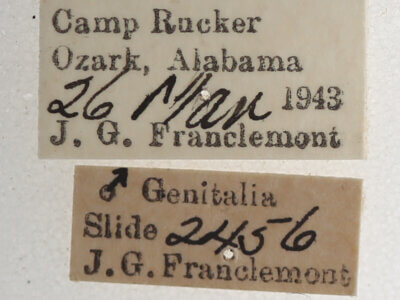 Camp Rucker
Ozark, Alabama
26 Mar 1943
J. G. Franclemont
♂ Genitalia
Slide 2456
J. G. Franclemont